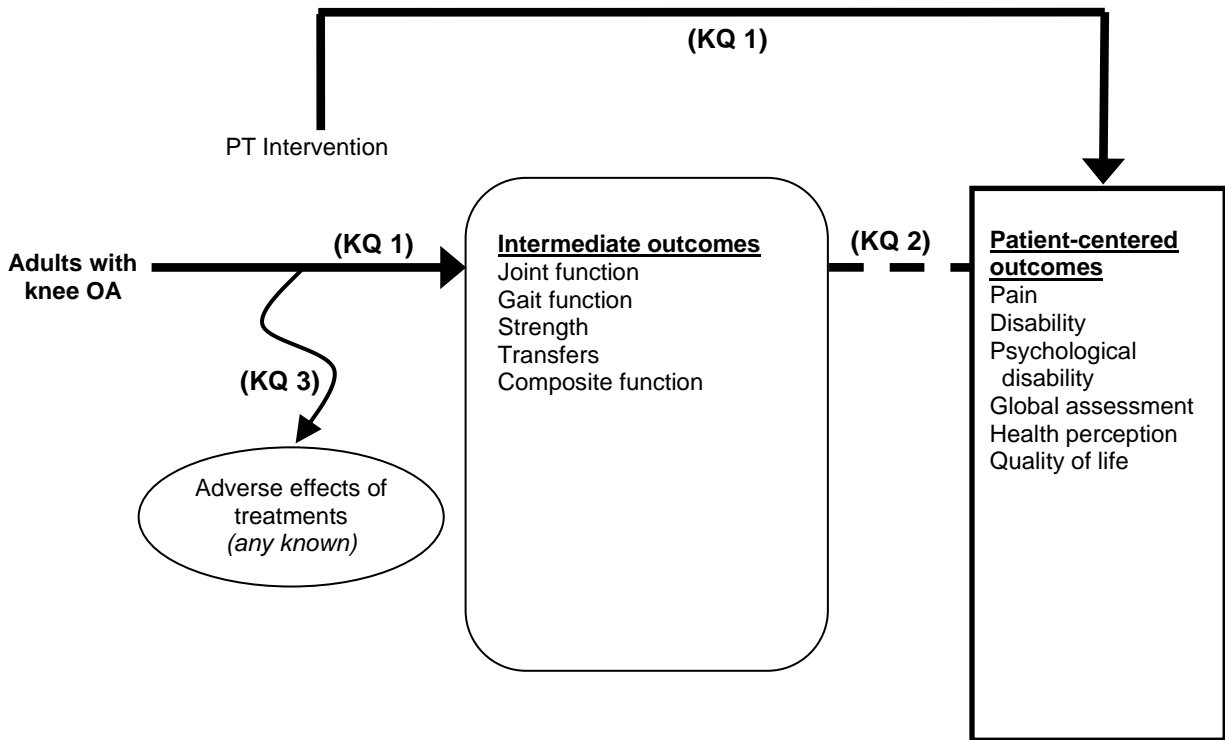 (KQ 1)
PT Intervention
Adults with
knee OA
(KQ 1)
(KQ 3)
Adverse effects of
treatments
(any known)
Intermediate outcomes
Joint function
Gait function
Strength
Transfers
Composite function
(KQ 2)
Patient-centered
outcomes
Pain
Disability
Psychological
disability
Global assessment
Health perception
Quality of life